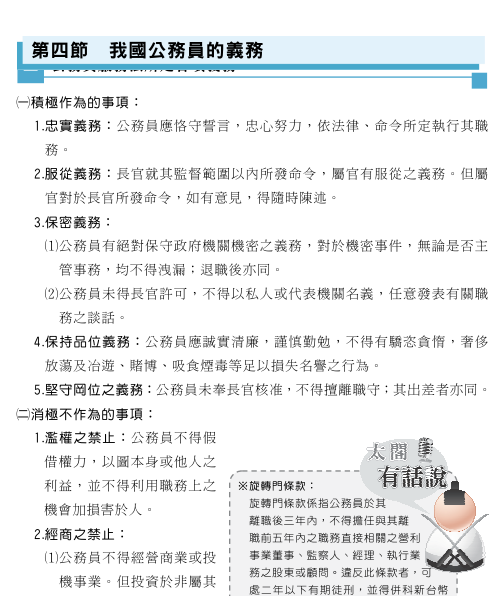 第四節　我國公務員的義務
㈠積極作為的事項：
1.忠實義務：公務員應恪守誓言，忠心努力，依法律、命令所定執行其職
務。
2.服從義務：長官就其監督範圍以內所發命令，屬官有服從之義務。但屬
官對於長官所發命令，如有意見，得隨時陳述。
3.保密義務：
⑴公務員有絕對保守政府機關機密之義務，對於機密事件，無論是否主
管事務，均不得洩漏；退職後亦同。
⑵公務員未得長官許可，不得以私人或代表機關名義，任意發表有關職
務之談話。
4.保持品位義務：公務員應誠實清廉，謹慎勤勉，不得有驕恣貪惰，奢侈
放蕩及冶遊、賭博、吸食煙毒等足以損失名譽之行為。
5.堅守岡位之義務：公務員未奉長官核准，不得擅離職守；其出差者亦同。
㈡消極不作為的事項：
1.濫權之禁止：公務員不得假
借權力，以圖本身或他人之
利益，並不得利用職務上之
機會加損害於人。
2.經商之禁止：
⑴公務員不得經營商業或投
機事業。但投資於非屬其
太閣
有話說
※旋轉門條款：
旋轉門條款係指公務員於其
離職後三年內，不得擔任與其離
職前五年內之職務直接相關之營利
事業董事、監察人、經理、執行業
務之股東或顧問。違反此條款者，可
處二年以下有期徒刑，並得併科新台幣